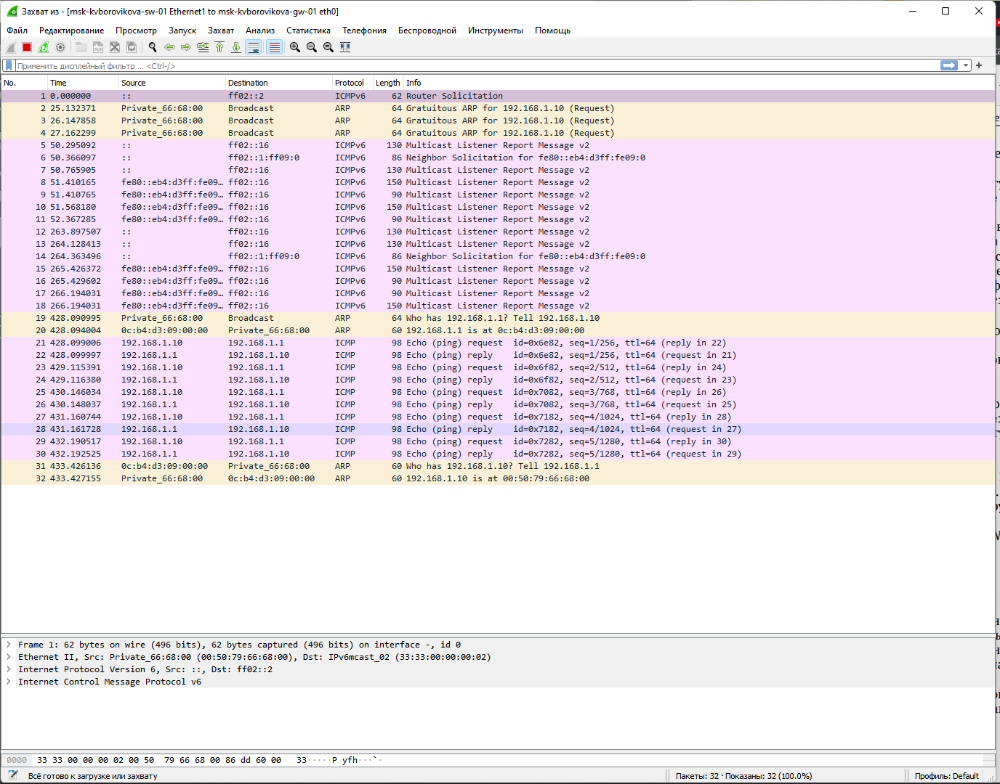 Захват из - [msk-kvborovikova-sw-01 Ethernet1 to msk-kvborovikova-gw-01 eth0]
Файл Редактирование Просмотр Запуск Захват Анализ Статистика Телефония Беспроводной Инструменты Помощь
Применить дисплейный фильтр ... <Ctrl-/>
No. Time Source Destination Protocol Length Info
1 0.000000 :: ff02::2 ICMPv6 62 Router Solicitation
2 25.132371 Private_66:68:00 Broadcast ARP 64 Gratuitous ARP for 192.168.1.10 (Request)
3 26.147858 Private_66:68:00 Broadcast ARP 64 Gratuitous ARP for 192.168.1.10 (Request)
4 27.162299 Private_66:68:00 Broadcast ARP 64 Gratuitous ARP for 192.168.1.10 (Request)
5 50.295092 :: ff02::16 ICMPv6 130 Multicast Listener Report Message v2
6 50.366097 :: ff02::1:ff09:0 ICMPv6 86 Neighbor Solicitation for fe80::eb4:d3ff:fe09:0
7 50.765905 :: ff02::16 ICMPv6 130 Multicast Listener Report Message v2
8 51.410165 fe80::eb4:d3ff:fe09… ff02::16 ICMPv6 150 Multicast Listener Report Message v2
9 51.410765 fe80::eb4:d3ff:fe09… ff02::16 ICMPv6 90 Multicast Listener Report Message v2
10 51.568180 fe80::eb4:d3ff:fe09… ff02::16 ICMPv6 150 Multicast Listener Report Message v2
11 52.367285 fe80::eb4:d3ff:fe09… ff02::16 ICMPv6 90 Multicast Listener Report Message v2
12 263.897507 :: ff02::16 ICMPv6 130 Multicast Listener Report Message v2
13 264.128413 :: ff02::16 ICMPv6 130 Multicast Listener Report Message v2
14 264.363496 :: ff02::1:ff09:0 ICMPv6 86 Neighbor Solicitation for fe80::eb4:d3ff:fe09:0
15 265.426372 fe80::eb4:d3ff:fe09… ff02::16 ICMPv6 150 Multicast Listener Report Message v2
16 265.429602 fe80::eb4:d3ff:fe09… ff02::16 ICMPv6 90 Multicast Listener Report Message v2
17 266.194031 fe80::eb4:d3ff:fe09… ff02::16 ICMPv6 90 Multicast Listener Report Message v2
18 266.194031 fe80::eb4:d3ff:fe09… ff02::16 ICMPv6 150 Multicast Listener Report Message v2
19 428.090995 Private_66:68:00 Broadcast ARP 64 Who has 192.168.1.1? Tell 192.168.1.10
20 428.094004 0c:b4:d3:09:00:00 Private_66:68:00 ARP 60 192.168.1.1 is at 0c:b4:d3:09:00:00
21 428.099006 192.168.1.10 192.168.1.1 ICMP 98 Echo (ping) request id=0x6e82, seq=1/256, ttl=64 (reply in 22)
22 428.099997 192.168.1.1 192.168.1.10 ICMP 98 Echo (ping) reply id=0x6e82, seq=1/256, ttl=64 (request in 21)
23 429.115391 192.168.1.10 192.168.1.1 ICMP 98 Echo (ping) request id=0x6f82, seq=2/512, ttl=64 (reply in 24)
24 429.116380 192.168.1.1 192.168.1.10 ICMP 98 Echo (ping) reply id=0x6f82, seq=2/512, ttl=64 (request in 23)
25 430.146034 192.168.1.10 192.168.1.1 ICMP 98 Echo (ping) request id=0x7082, seq=3/768, ttl=64 (reply in 26)
26 430.148037 192.168.1.1 192.168.1.10 ICMP 98 Echo (ping) reply id=0x7082, seq=3/768, ttl=64 (request in 25)
27 431.160744 192.168.1.10 192.168.1.1 ICMP 98 Echo (ping) request id=0x7182, seq=4/1024, ttl=64 (reply in 28)
28 431.161728 192.168.1.1 192.168.1.10 ICMP 98 Echo (ping) reply id=0x7182, seq=4/1024, ttl=64 (request in 27)
29 432.190517 192.168.1.10 192.168.1.1 ICMP 98 Echo (ping) request id=0x7282, seq=5/1280, ttl=64 (reply in 30)
30 432.192525 192.168.1.1 192.168.1.10 ICMP 98 Echo (ping) reply id=0x7282, seq=5/1280, ttl=64 (request in 29)
31 433.426136 0c:b4:d3:09:00:00 Private_66:68:00 ARP 60 Who has 192.168.1.10? Tell 192.168.1.1
32 433.427155 Private_66:68:00 0c:b4:d3:09:00:00 ARP 60 192.168.1.10 is at 00:50:79:66:68:00
Frame 1: 62 bytes on wire (496 bits), 62 bytes captured (496 bits) on interface -, id 0
Ethernet II, Src: Private_66:68:00 (00:50:79:66:68:00), Dst: IPv6mcast_02 (33:33:00:00:00:02)
Internet Protocol Version 6, Src: ::, Dst: ff02::2
Internet Control Message Protocol v6
0000 33 33 00 00 00 02 00 50 79 66 68 00 86 dd 60 00 33·····P yfh···`·
Всё готово к загрузке или захвату Пакеты: 32 · Показаны: 32 (100.0%) Профиль: Default